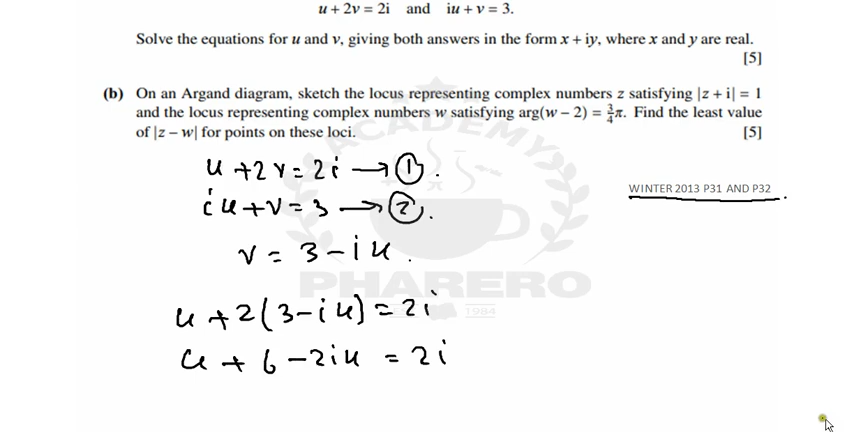 u + 2v = 2i and iu + v = 3.
Solve the equations for u and v, giving both answers in the form x + iy, where x and y are real.
[5]
(b) On an Argand diagram, sketch the locus representing complex numbers z satisfying |z + i| = 1
and the locus representing complex numbers w satisfying arg(w − 2) = ¾π. Find the least value
of |z − w| for points on these loci. [5]
u + 2v = 2i → ①.
iu + v = 3 → ②.
WINTER 2013 P31 AND P32
v = 3 − iu.
u + 2(3 − iu) = 2i
u + 6 − 2iu = 2i
ACADEMY
PHARERO
1984